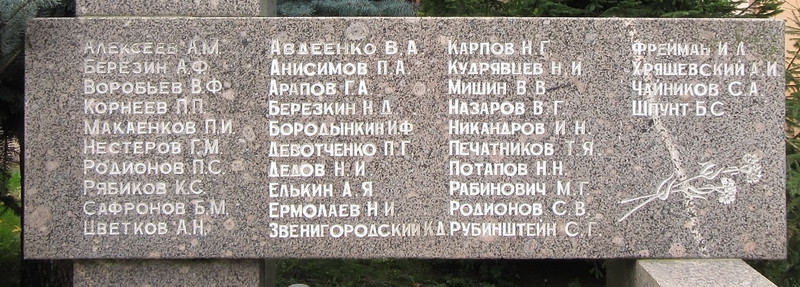 Алексеев А.М.
Березин А.Ф.
Воробьев В.Ф.
Корнеев П.П.
Макаенков П.И.
Нестеров Г.М.
Родионов П.С.
Рябиков К.С.
Сафронов Б.М.
Цветков А.Н.
Авдеенко В.А.
Анисимов П.А.
Арапов Г.А.
Березкин Н.Д.
Бородынкин И.Ф.
Девотченко П.Г.
Дедов Н.И.
Елькин А.Я.
Ермолаев Н.И.
Звенигородский К.Д.
Карпов Н.Г.
Кудрявцев Н.И.
Мишин В.В.
Назаров В.Г.
Никандров И.Н.
Печатников Т.Я.
Потапов Н.Н.
Рабинович М.Г.
Родионов С.В.
Рубинштейн С.Г.
Фрейман И.Л.
Хряшевский А.И.
Чайников С.А.
Шпунт Б.С.